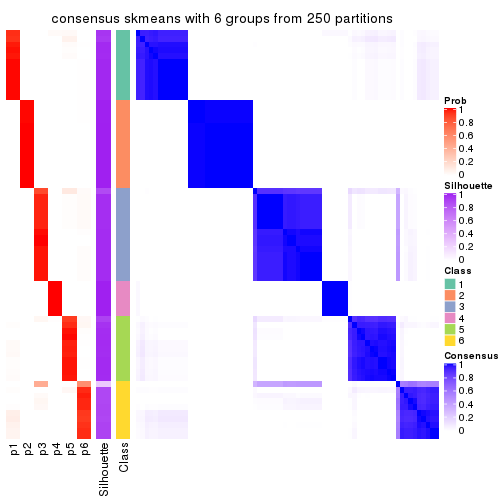 consensus skmeans with 6 groups from 250 partitions
Prob
1
0.8
0.6
0.4
0.2
0
Silhouette
1
0.8
0.6
0.4
0.2
0
Class
1
2
3
4
5
6
Consensus
1
0.8
0.6
0.4
0.2
0
p1
p2
p3
p4
p5
p6
Silhouette
Class